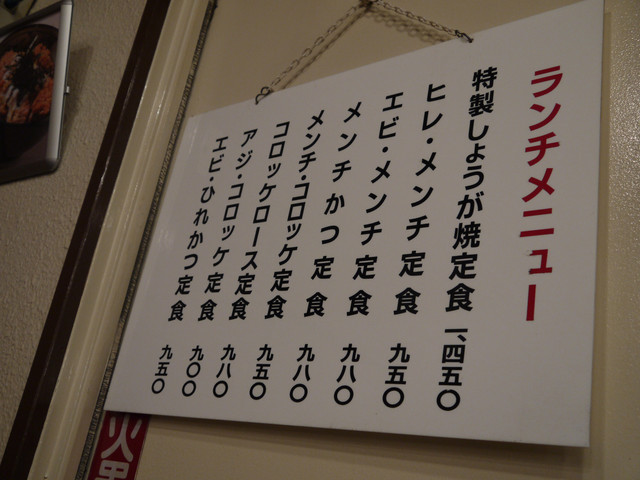 ランチメニュー
特製しょうが焼定食 一、四五〇
ヒレ・メンチ定食 九五〇
エビ・メンチ定食 九八〇
メンチかつ定食 九八〇
メンチ・コロッケ定食 九五〇
コロッケロース定食 九八〇
アジ・コロッケ定食 九〇〇
エビ・ひれかつ定食 九五〇
火